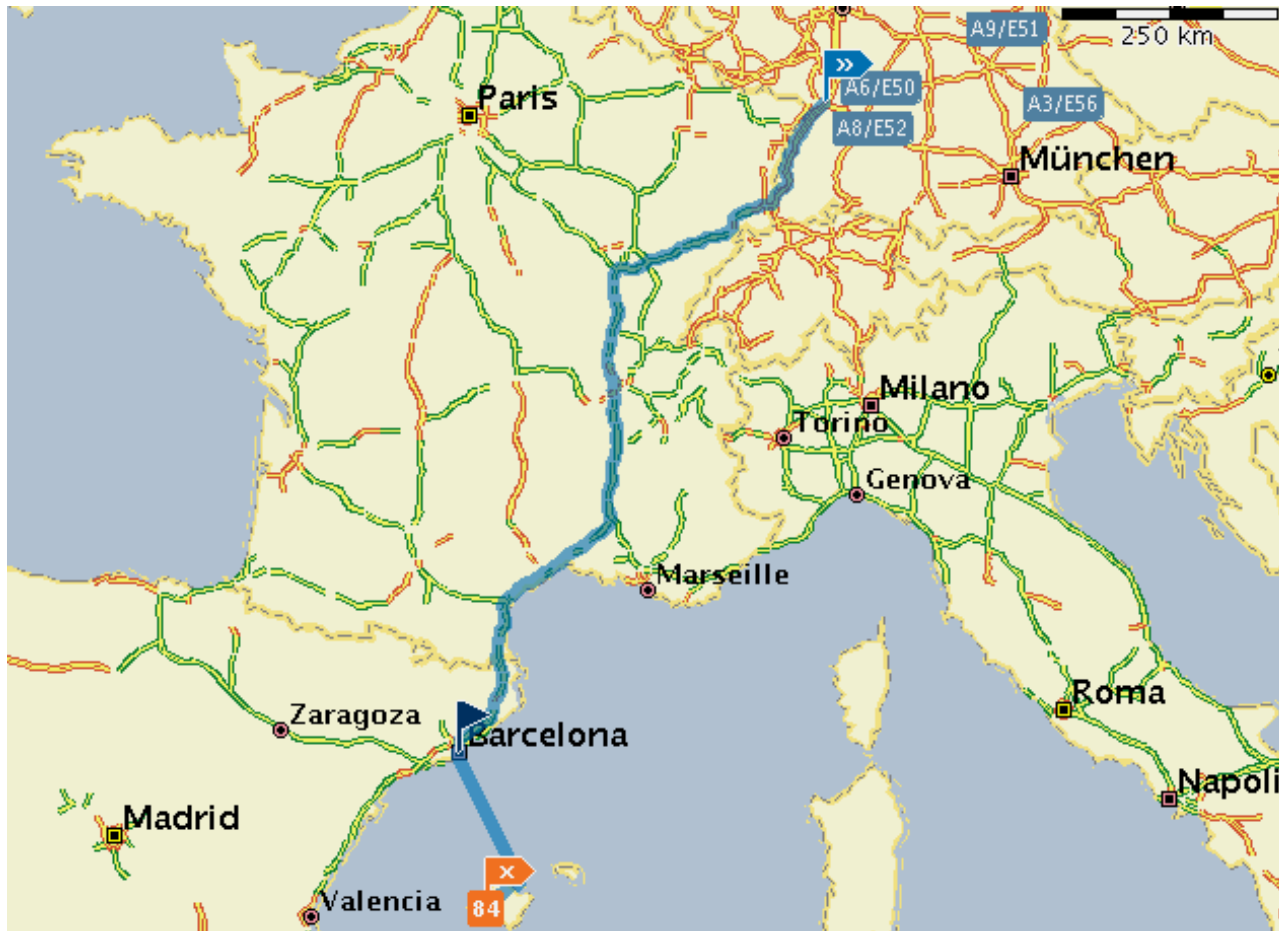 A9/E51
250 km
A6/E50
Paris
A3/E56
A8/E52
München
Milano
Torino
Genova
Marseille
Roma
Zaragoza
Barcelona
Napoli
Madrid
Valencia
84